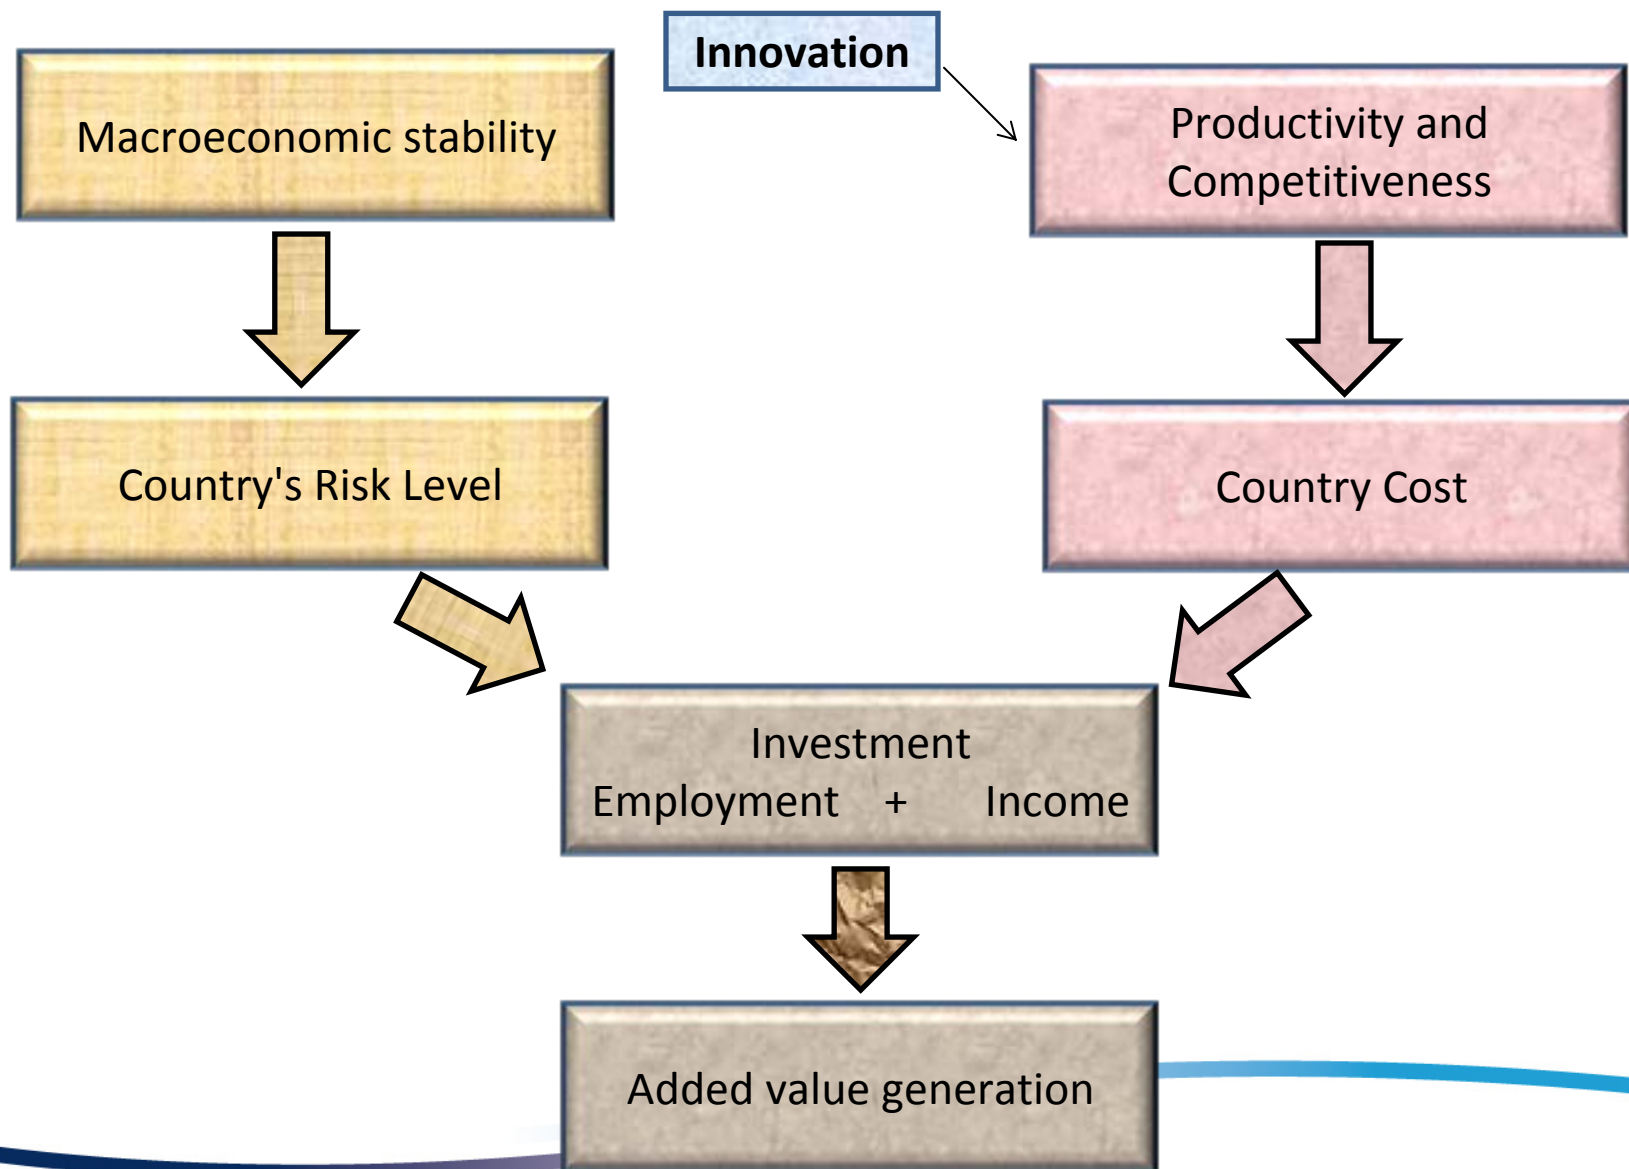 Innovation
Macroeconomic stability
Productivity and
Competitiveness
Country's Risk Level
Country Cost
Investment
Employment + Income
Added value generation